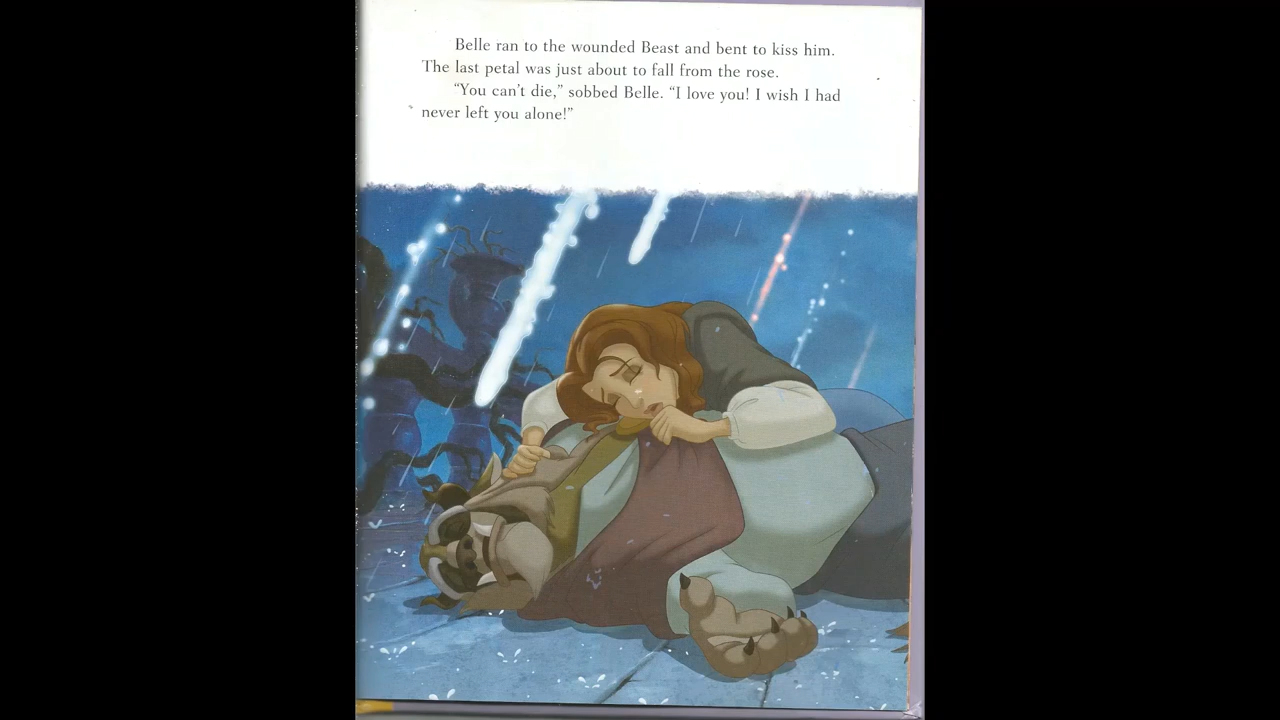 Belle ran to the wounded Beast and bent to kiss him.
The last petal was just about to fall from the rose.
“You can’t die,” sobbed Belle. “I love you! I wish I had
never left you alone!”